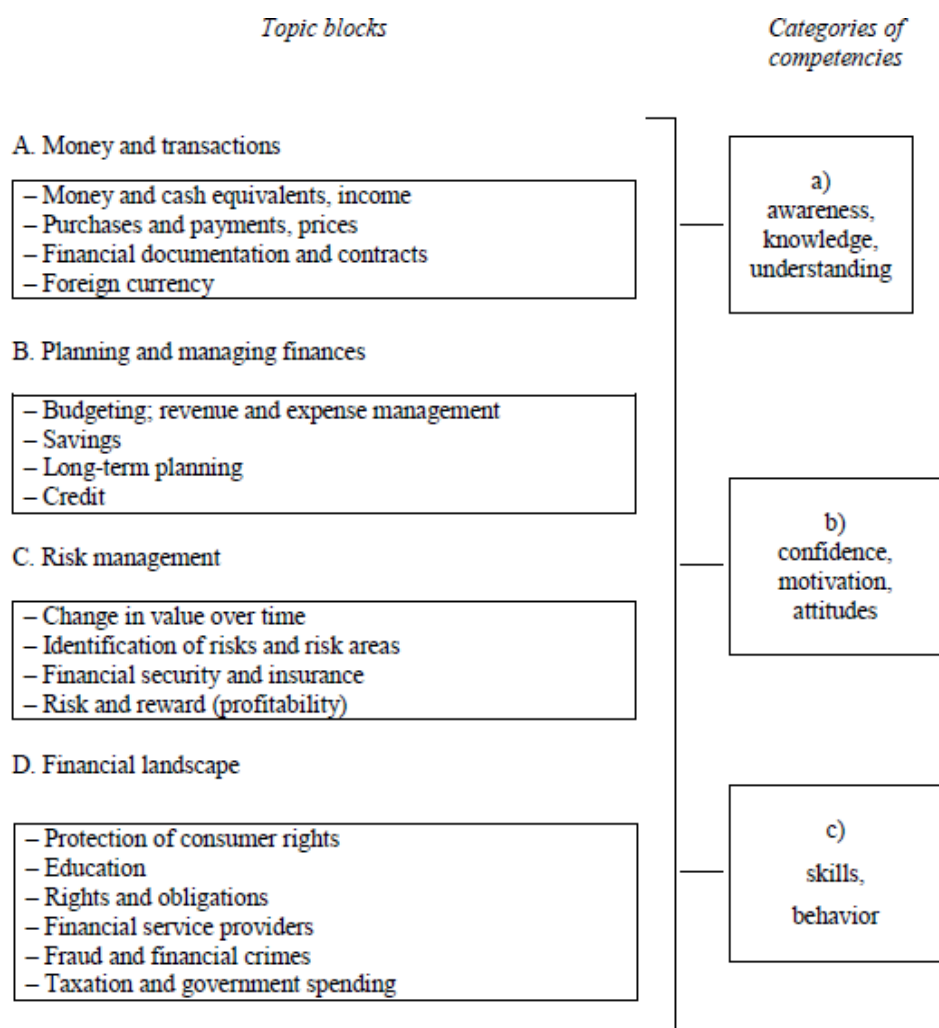 Topic blocks
Categories of
competencies
A. Money and transactions
– Money and cash equivalents, income
– Purchases and payments, prices
– Financial documentation and contracts
– Foreign currency
B. Planning and managing finances
– Budgeting; revenue and expense management
– Savings
– Long-term planning
– Credit
C. Risk management
– Change in value over time
– Identification of risks and risk areas
– Financial security and insurance
– Risk and reward (profitability)
D. Financial landscape
– Protection of consumer rights
– Education
– Rights and obligations
– Financial service providers
– Fraud and financial crimes
– Taxation and government spending
a)
awareness,
knowledge,
understanding
b)
confidence,
motivation,
attitudes
c)
skills,
behavior